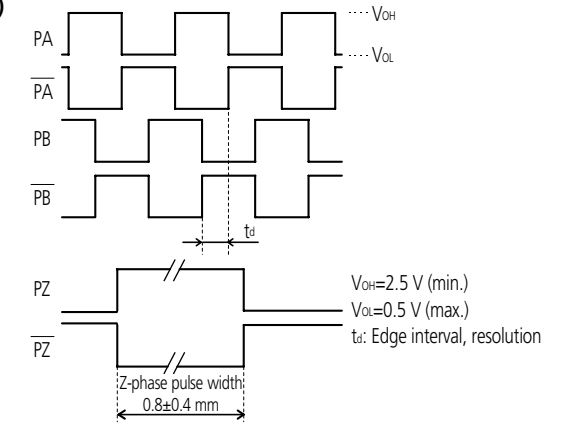 )
PA
VOH
VOL
PA
PB
PB
td
PZ
VOH=2.5 V (min.)
VOL=0.5 V (max.)
td: Edge interval, resolution
PZ
Z-phase pulse width
0.8±0.4 mm